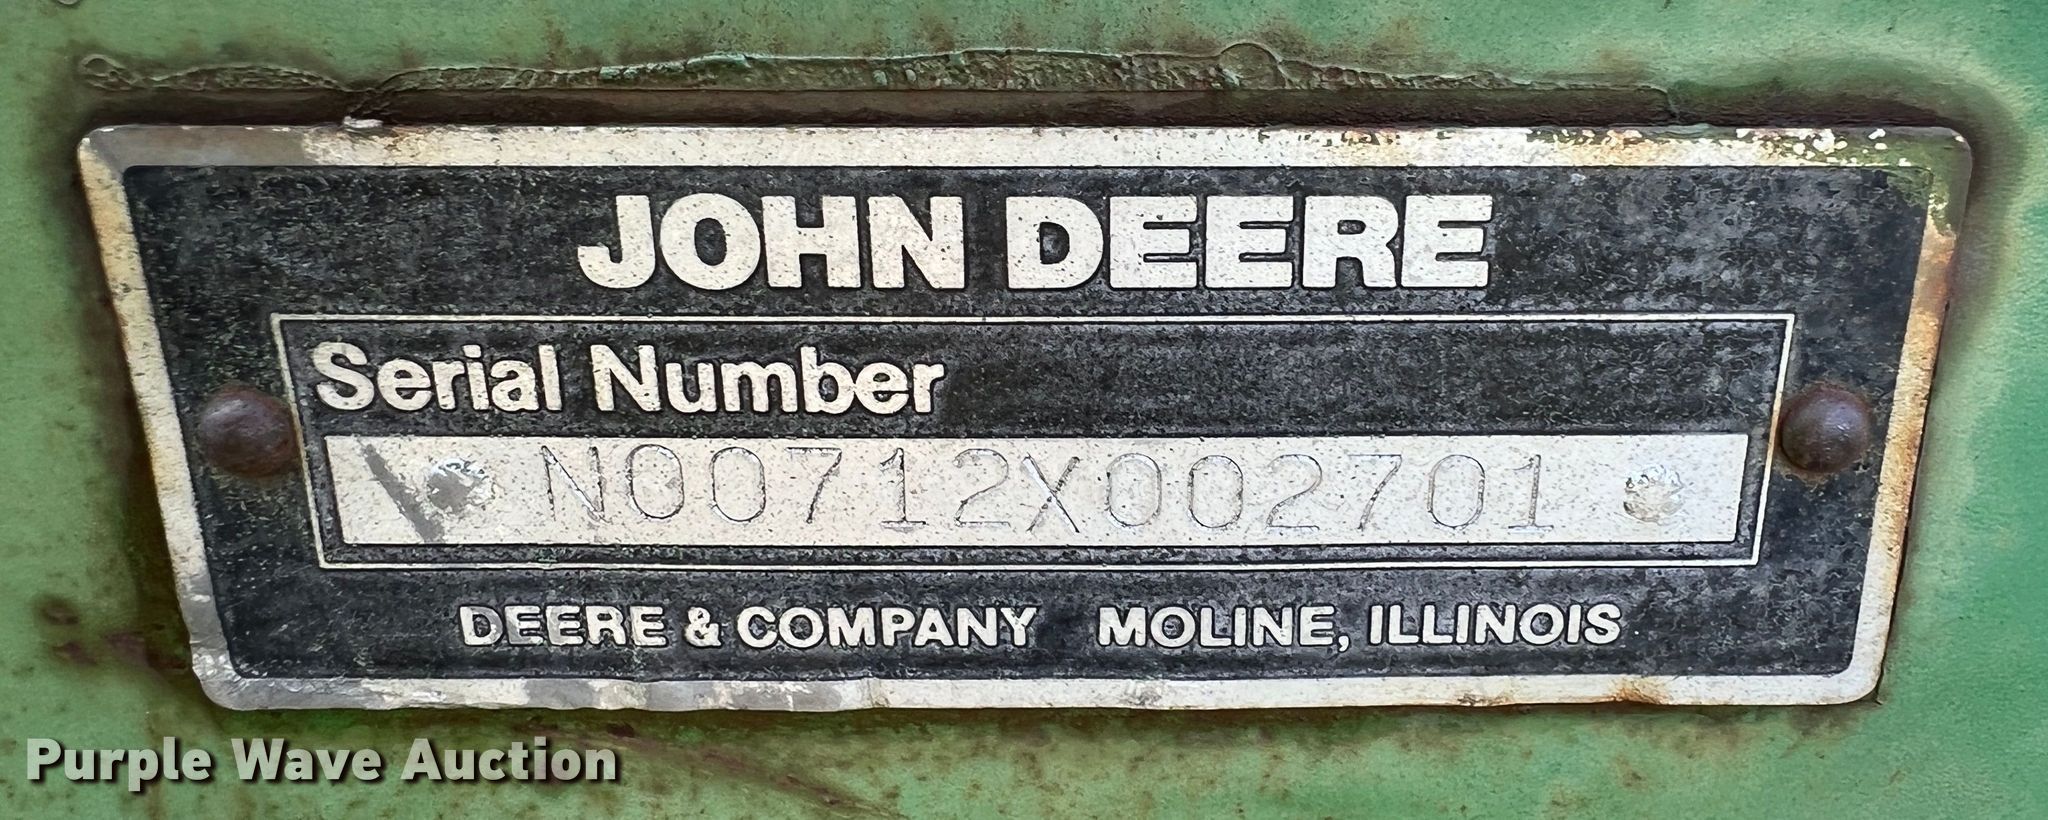 JOHN DEERE
Serial Number
N00712X002701
DEERE & COMPANY MOLINE, ILLINOIS
Purple Wave Auction